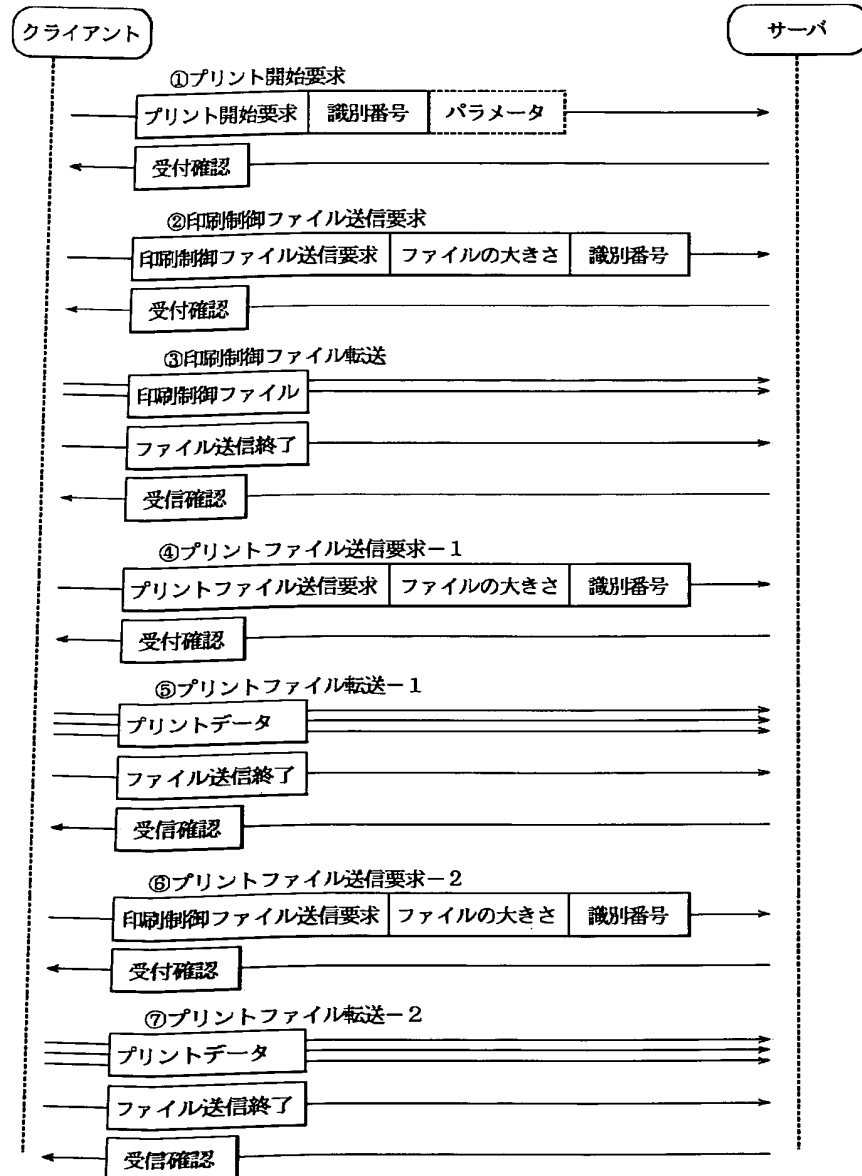 クライアント サーバ
①プリント開始要求
プリント開始要求 識別番号 パラメータ
受付確認
②印刷制御ファイル送信要求
印刷制御ファイル送信要求 ファイルの大きさ 識別番号
受付確認
③印刷制御ファイル転送
印刷制御ファイル
ファイル送信終了
受信確認
④プリントファイル送信要求-1
プリントファイル送信要求 ファイルの大きさ 識別番号
受付確認
⑤プリントファイル転送-1
プリントデータ
ファイル送信終了
受信確認
⑥プリントファイル送信要求-2
印刷制御ファイル送信要求 ファイルの大きさ 識別番号
受付確認
⑦プリントファイル転送-2
プリントデータ
ファイル送信終了
受信確認